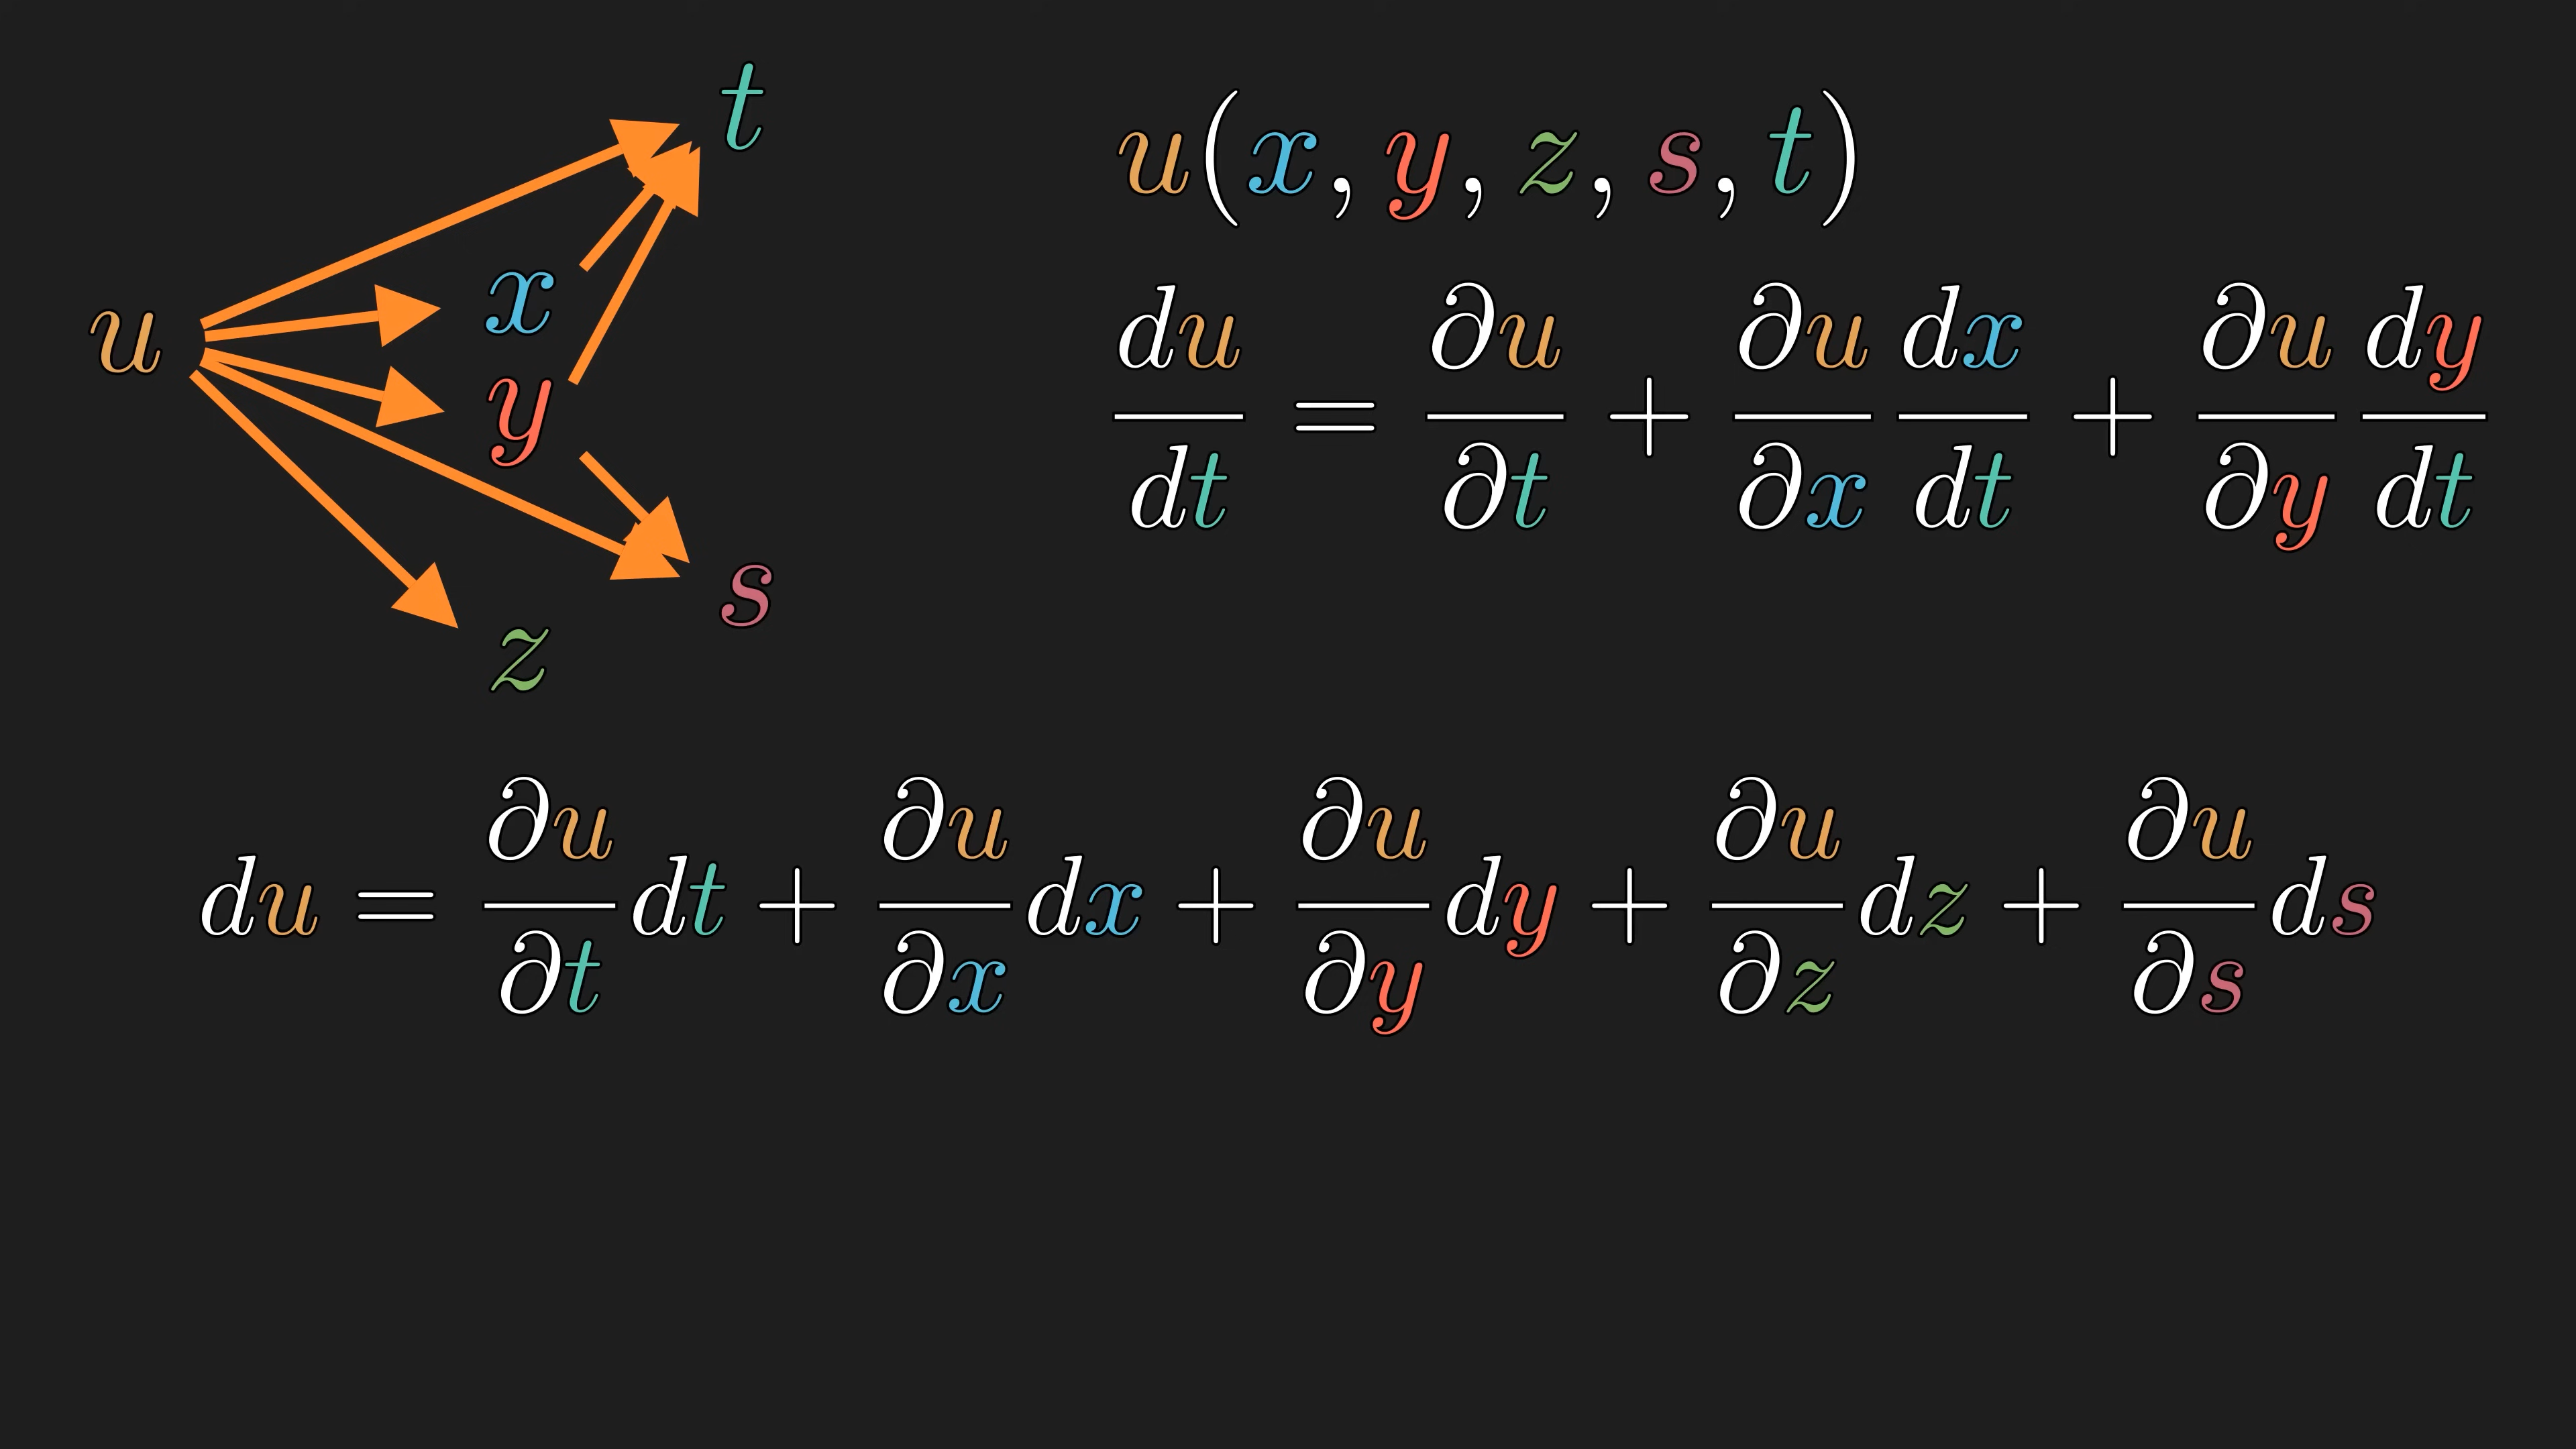 t
x
u
y
s
z
u(x, y, z, s, t)
du/dt = ∂u/∂t + ∂u/∂x dx/dt + ∂u/∂y dy/dt
du = ∂u/∂t dt + ∂u/∂x dx + ∂u/∂y dy + ∂u/∂z dz + ∂u/∂s ds